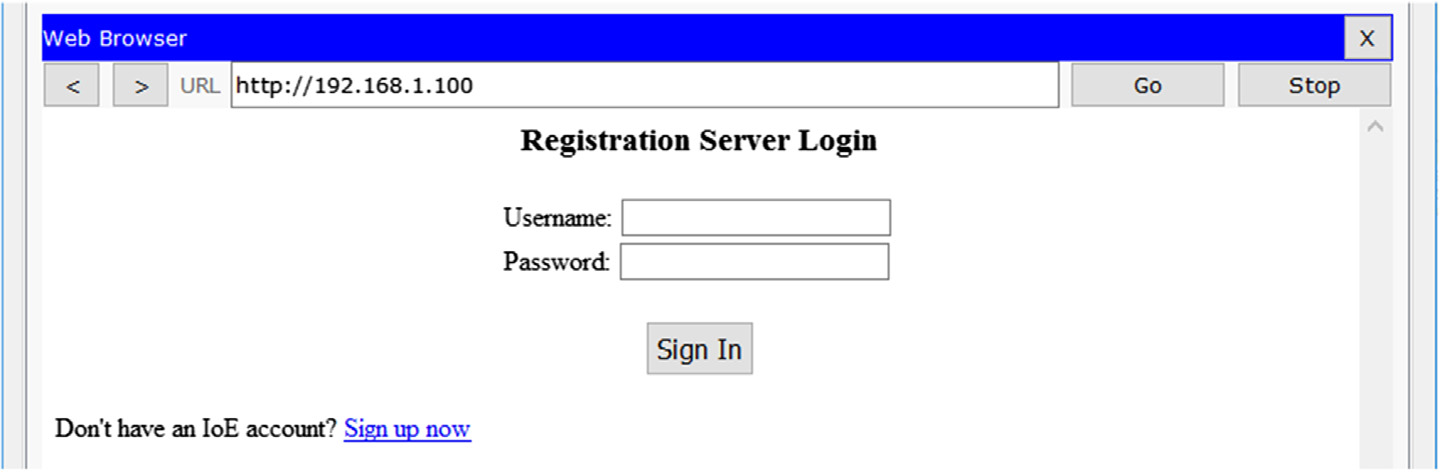 Web Browser X
< > URL http://192.168.1.100 Go Stop
Registration Server Login
Username:
Password:
Sign In
Don't have an IoE account? Sign up now